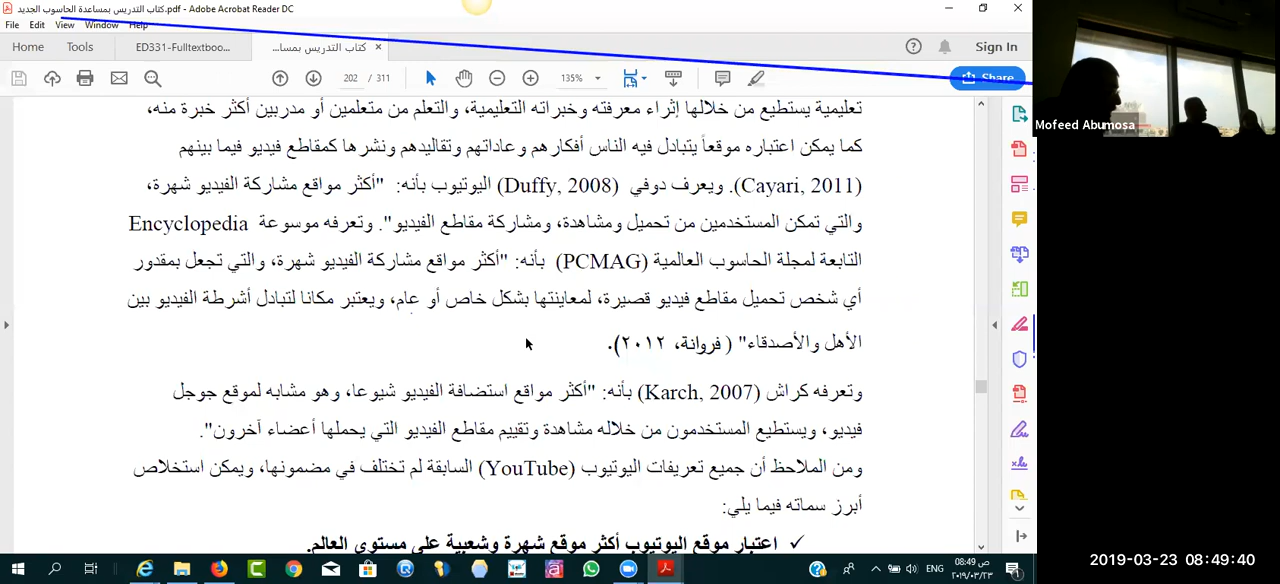 كتاب التدريس بمساعدة الحاسوب الجديد.pdf - Adobe Acrobat Reader DC
File Edit View Window Help
Home Tools ED331-Fulltextboo... كتاب التدريس بمسا... × Sign In
202 / 311 135% Share
Mofeed Abumosa
تعليمية يستطيع من خلالها إثراء معرفته وخبراته التعليمية، والتعلم من متعلمين أو مدربين أكثر خبرة منه،
كما يمكن اعتباره موقعاً يتبادل فيه الناس أفكارهم وعاداتهم وتقاليدهم ونشرها كمقاطع فيديو فيما بينهم
(Cayari, 2011). ويعرف دوفي (Duffy, 2008) اليوتيوب بأنه: "أكثر مواقع مشاركة الفيديو شهرة،
والتي تمكن المستخدمين من تحميل ومشاهدة، ومشاركة مقاطع الفيديو". وتعرفه موسوعة Encyclopedia
التابعة لمجلة الحاسوب العالمية (PCMAG) بأنه: "أكثر مواقع مشاركة الفيديو شهرة، والتي تجعل بمقدور
أي شخص تحميل مقاطع فيديو قصيرة، لمعاينتها بشكل خاص أو عام، ويعتبر مكانا لتبادل أشرطة الفيديو بين
الأهل والأصدقاء" ( فروانة، ٢٠١٢).
وتعرفه كراش (Karch, 2007) بأنه: "أكثر مواقع استضافة الفيديو شيوعا، وهو مشابه لموقع جوجل
فيديو، ويستطيع المستخدمون من خلاله مشاهدة وتقييم مقاطع الفيديو التي يحملها أعضاء آخرون".
ومن الملاحظ أن جميع تعريفات اليوتيوب (YouTube) السابقة لم تختلف في مضمونها، ويمكن استخلاص
أبرز سماته فيما يلي:
✓ اعتبار موقع اليوتيوب أكثر موقع شهرة وشعبية على مستوى العالم.
ENG 08:49 ص
٢٠١٩/٠٣/٢٣
2019-03-23 08:49:40